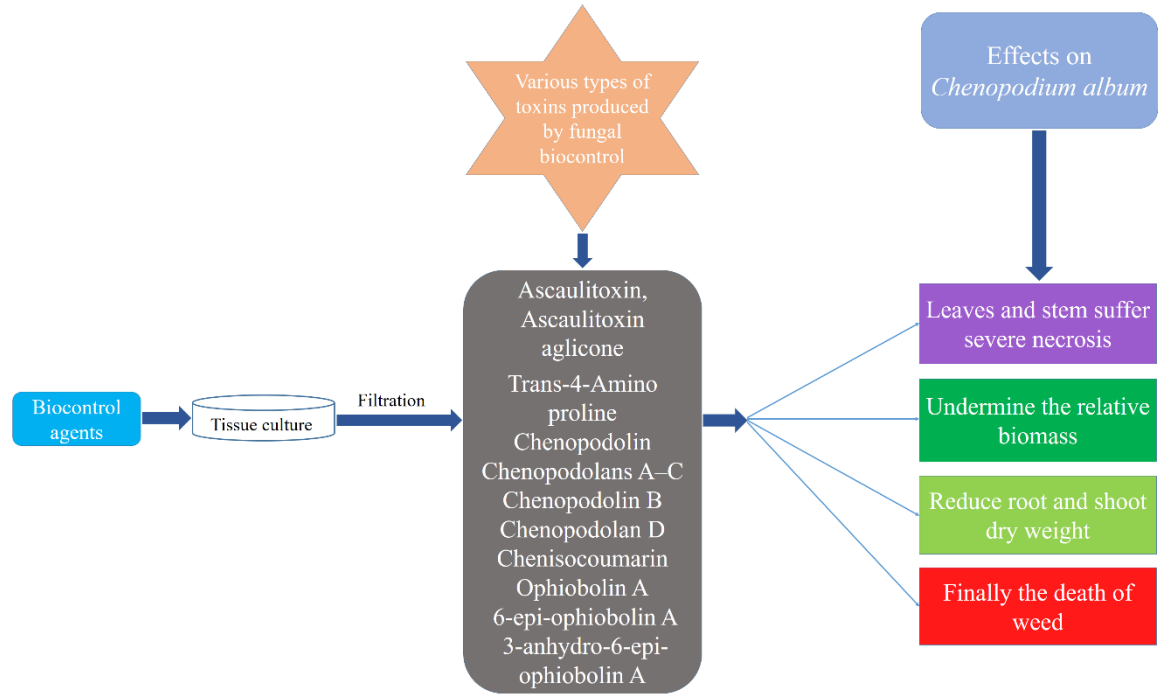 Various types of
toxins produced
by fungal
biocontrol
Effects on
Chenopodium album
Biocontrol
agents
Tissue culture
Filtration
Ascaulitoxin,
Ascaulitoxin
aglicone
Trans-4-Amino
proline
Chenopodolin
Chenopodolans A–C
Chenopodolin B
Chenopodolan D
Chenisocoumarin
Ophiobolin A
6-epi-ophiobolin A
3-anhydro-6-epi-
ophiobolin A
Leaves and stem suffer
severe necrosis
Undermine the relative
biomass
Reduce root and shoot
dry weight
Finally the death of
weed